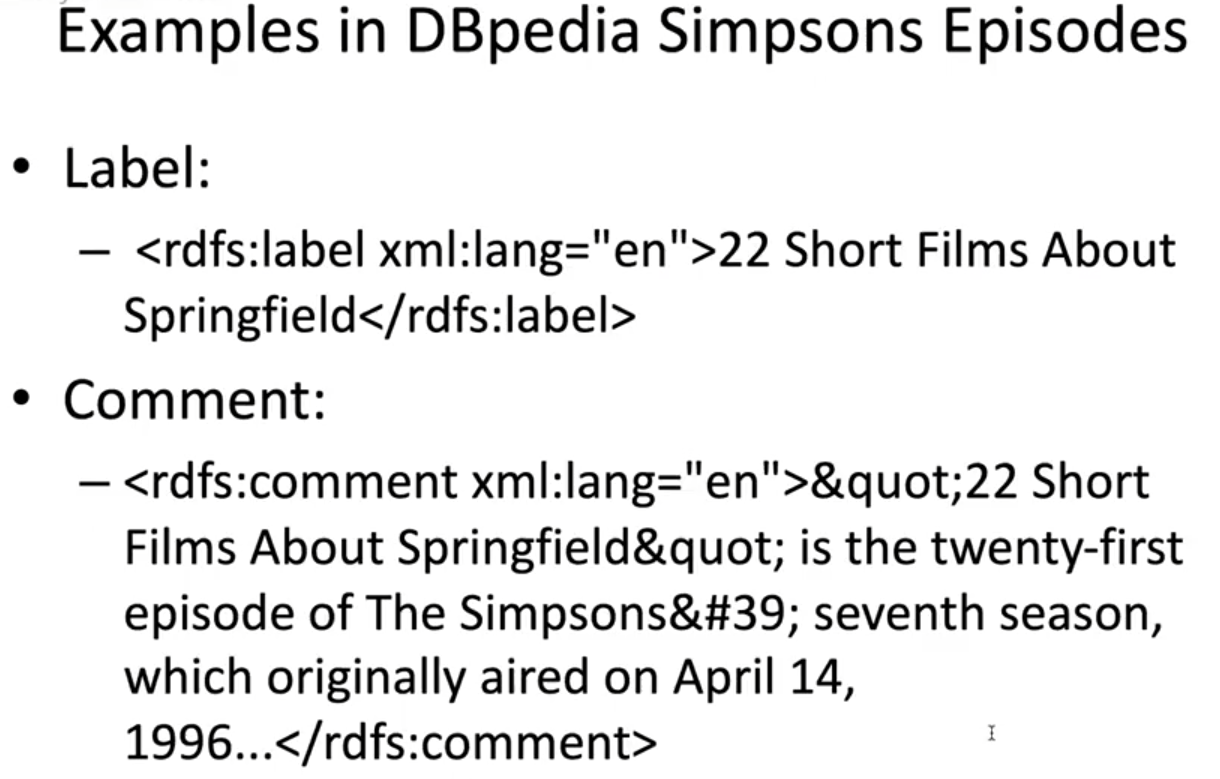 Examples in DBpedia Simpsons Episodes
• Label:
– <rdfs:label xml:lang="en">22 Short Films About
Springfield</rdfs:label>
• Comment:
– <rdfs:comment xml:lang="en">&quot;22 Short
Films About Springfield&quot; is the twenty-first
episode of The Simpsons&#39; seventh season,
which originally aired on April 14,
1996...</rdfs:comment>